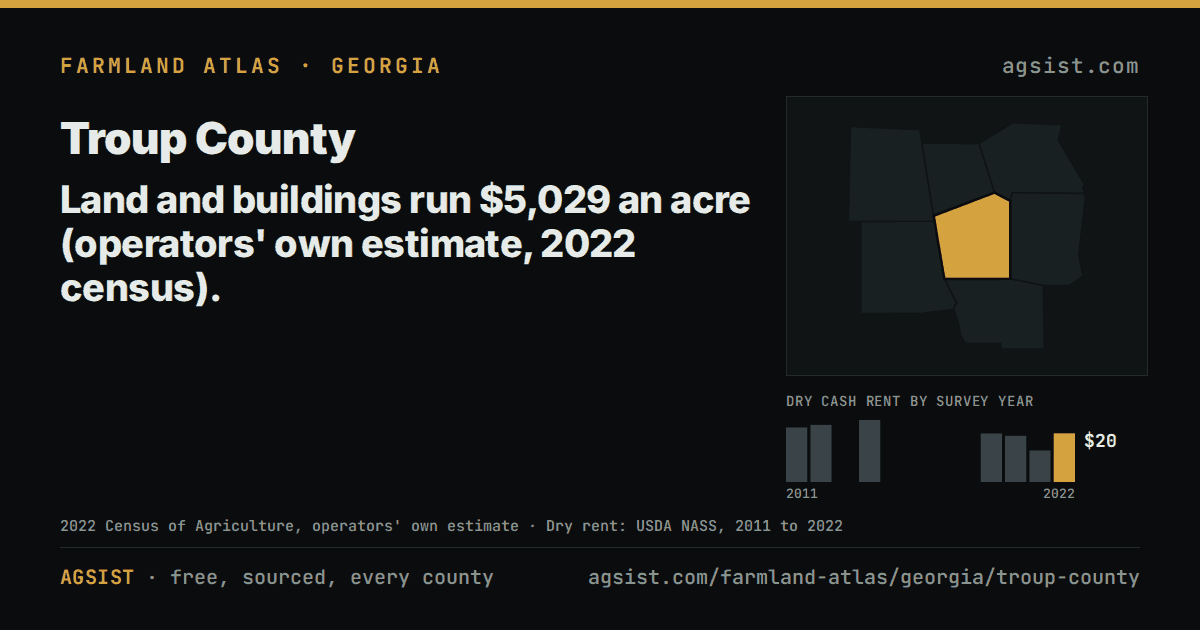 FARMLAND ATLAS · GEORGIA
agsist.com
Troup County
Land and buildings run $5,029 an acre
(operators' own estimate, 2022
census).
DRY CASH RENT BY SURVEY YEAR
$20
2011
2022
2022 Census of Agriculture, operators' own estimate · Dry rent: USDA NASS, 2011 to 2022
AGSIST · free, sourced, every county
agsist.com/farmland-atlas/georgia/troup-county